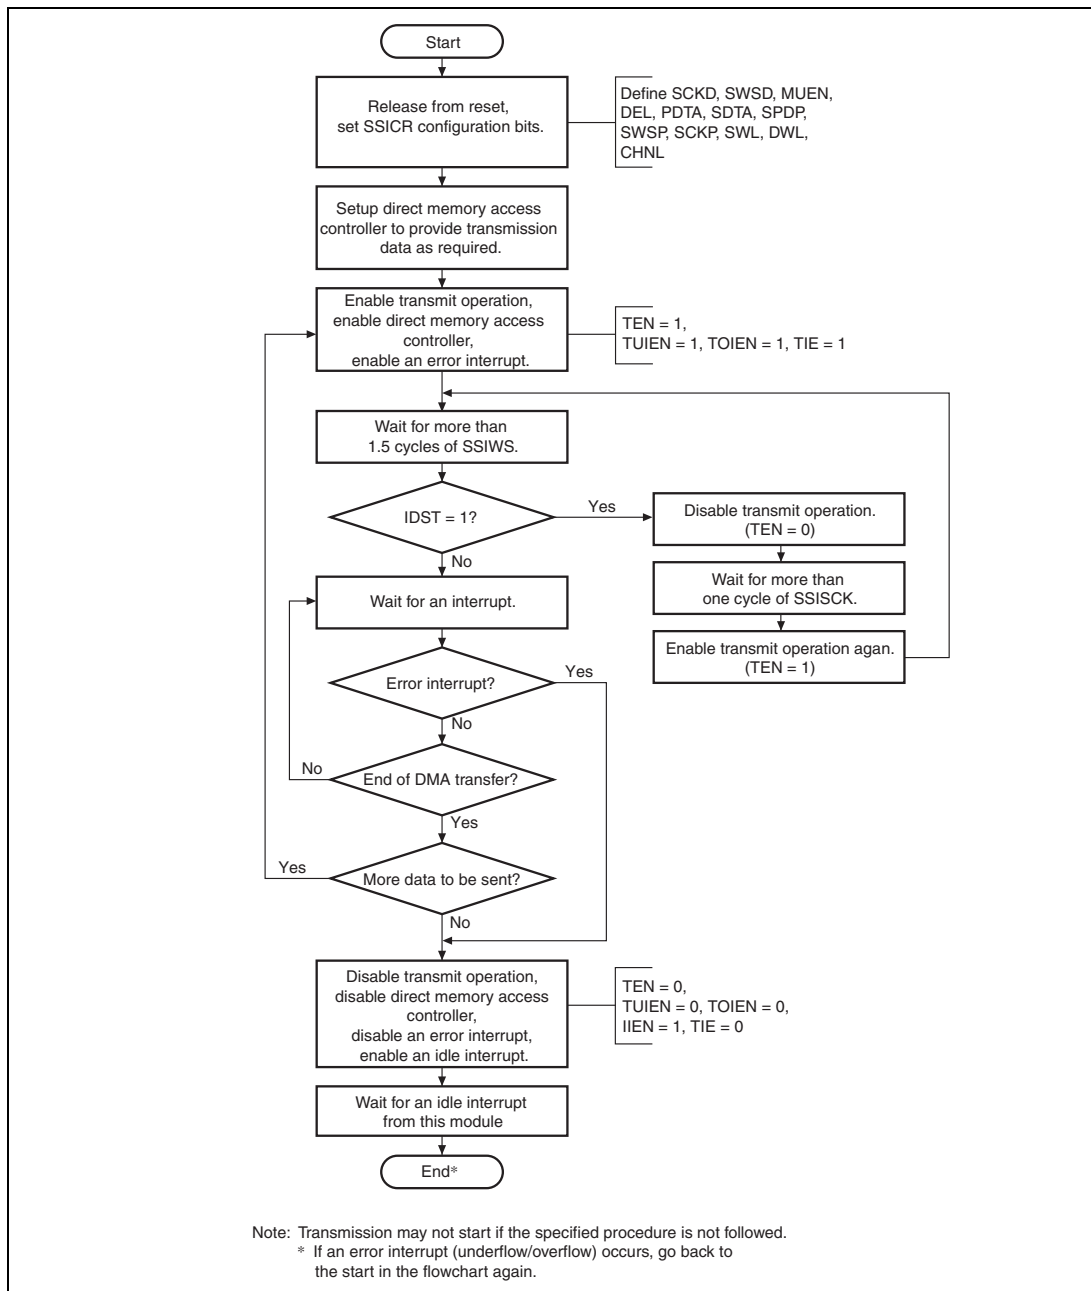 Start
Release from reset,
set SSICR configuration bits.
Define SCKD, SWSD, MUEN,
DEL, PDTA, SDTA, SPDP,
SWSP, SCKP, SWL, DWL,
CHNL
Setup direct memory access
controller to provide transmission
data as required.
Enable transmit operation,
enable direct memory access
controller,
enable an error interrupt.
TEN = 1,
TUIEN = 1, TOIEN = 1, TIE = 1
Wait for more than
1.5 cycles of SSIWS.
IDST = 1?
Yes
No
Disable transmit operation.
(TEN = 0)
Wait for more than
one cycle of SSISCK.
Enable transmit operation agan.
(TEN = 1)
Wait for an interrupt.
Error interrupt?
Yes
No
End of DMA transfer?
No
Yes
More data to be sent?
Yes
No
Disable transmit operation,
disable direct memory access
controller,
disable an error interrupt,
enable an idle interrupt.
TEN = 0,
TUIEN = 0, TOIEN = 0,
IIEN = 1, TIE = 0
Wait for an idle interrupt
from this module
End*
Note: Transmission may not start if the specified procedure is not followed.
* If an error interrupt (underflow/overflow) occurs, go back to
the start in the flowchart again.